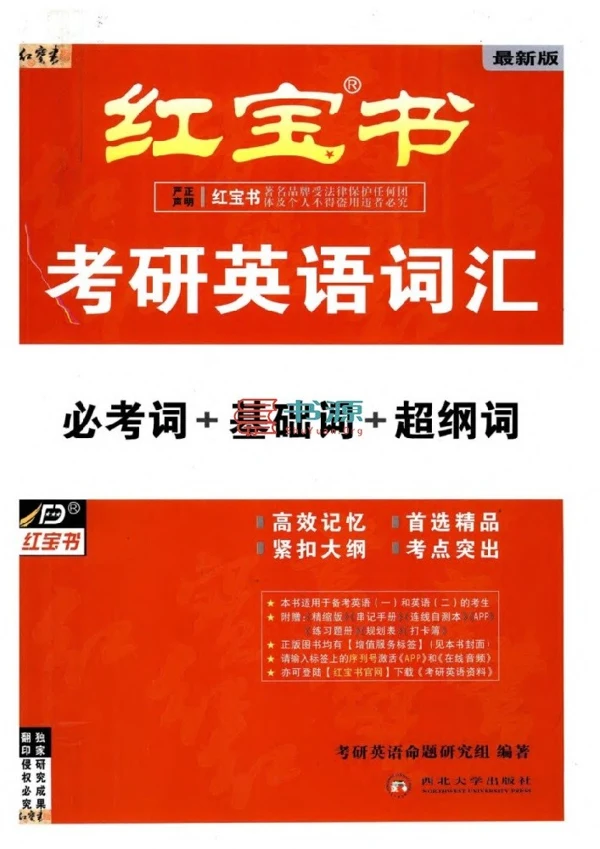 红宝书
最新版
红宝书®
严正声明 红宝书 著名品牌受法律保护任何团体及个人不得盗用违者必究
考研英语词汇
必考词+基础词+超纲词
书源
红宝书
高效记忆 首选精品
紧扣大纲 考点突出
★ 本书适用于备考英语(一)和英语(二)的考生
★ 附赠:《精缩版》《串记手册》《连线自测本》《APP》
《练习题册》《规划表》《打卡簿》
★ 正版图书均有【增值服务标签】(见本书封面)
★ 请输入标签上的序列号激活《APP》和《在线音频》
★ 亦可登陆【红宝书官网】下载《考研英语资料》
独家研究成果
翻印侵权必究
红宝书
考研英语命题研究组 编著
西北大学出版社
NORTHWEST UNIVERSITY PRESS